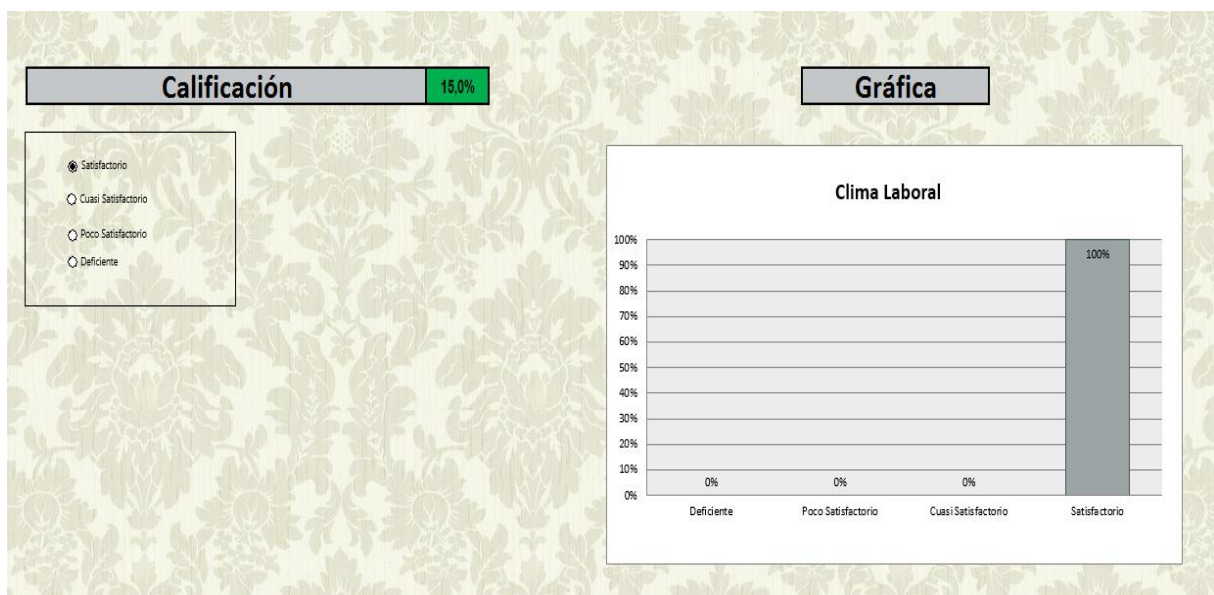 Calificación 15,0%
Satisfactorio
Cuasi Satisfactorio
Poco Satisfactorio
Deficiente
Gráfica
Clima Laboral
100%
90%
80%
70%
60%
50%
40%
30%
20%
10%
0%
0% 0% 0% 100%
Deficiente Poco Satisfactorio Cuasi Satisfactorio Satisfactorio